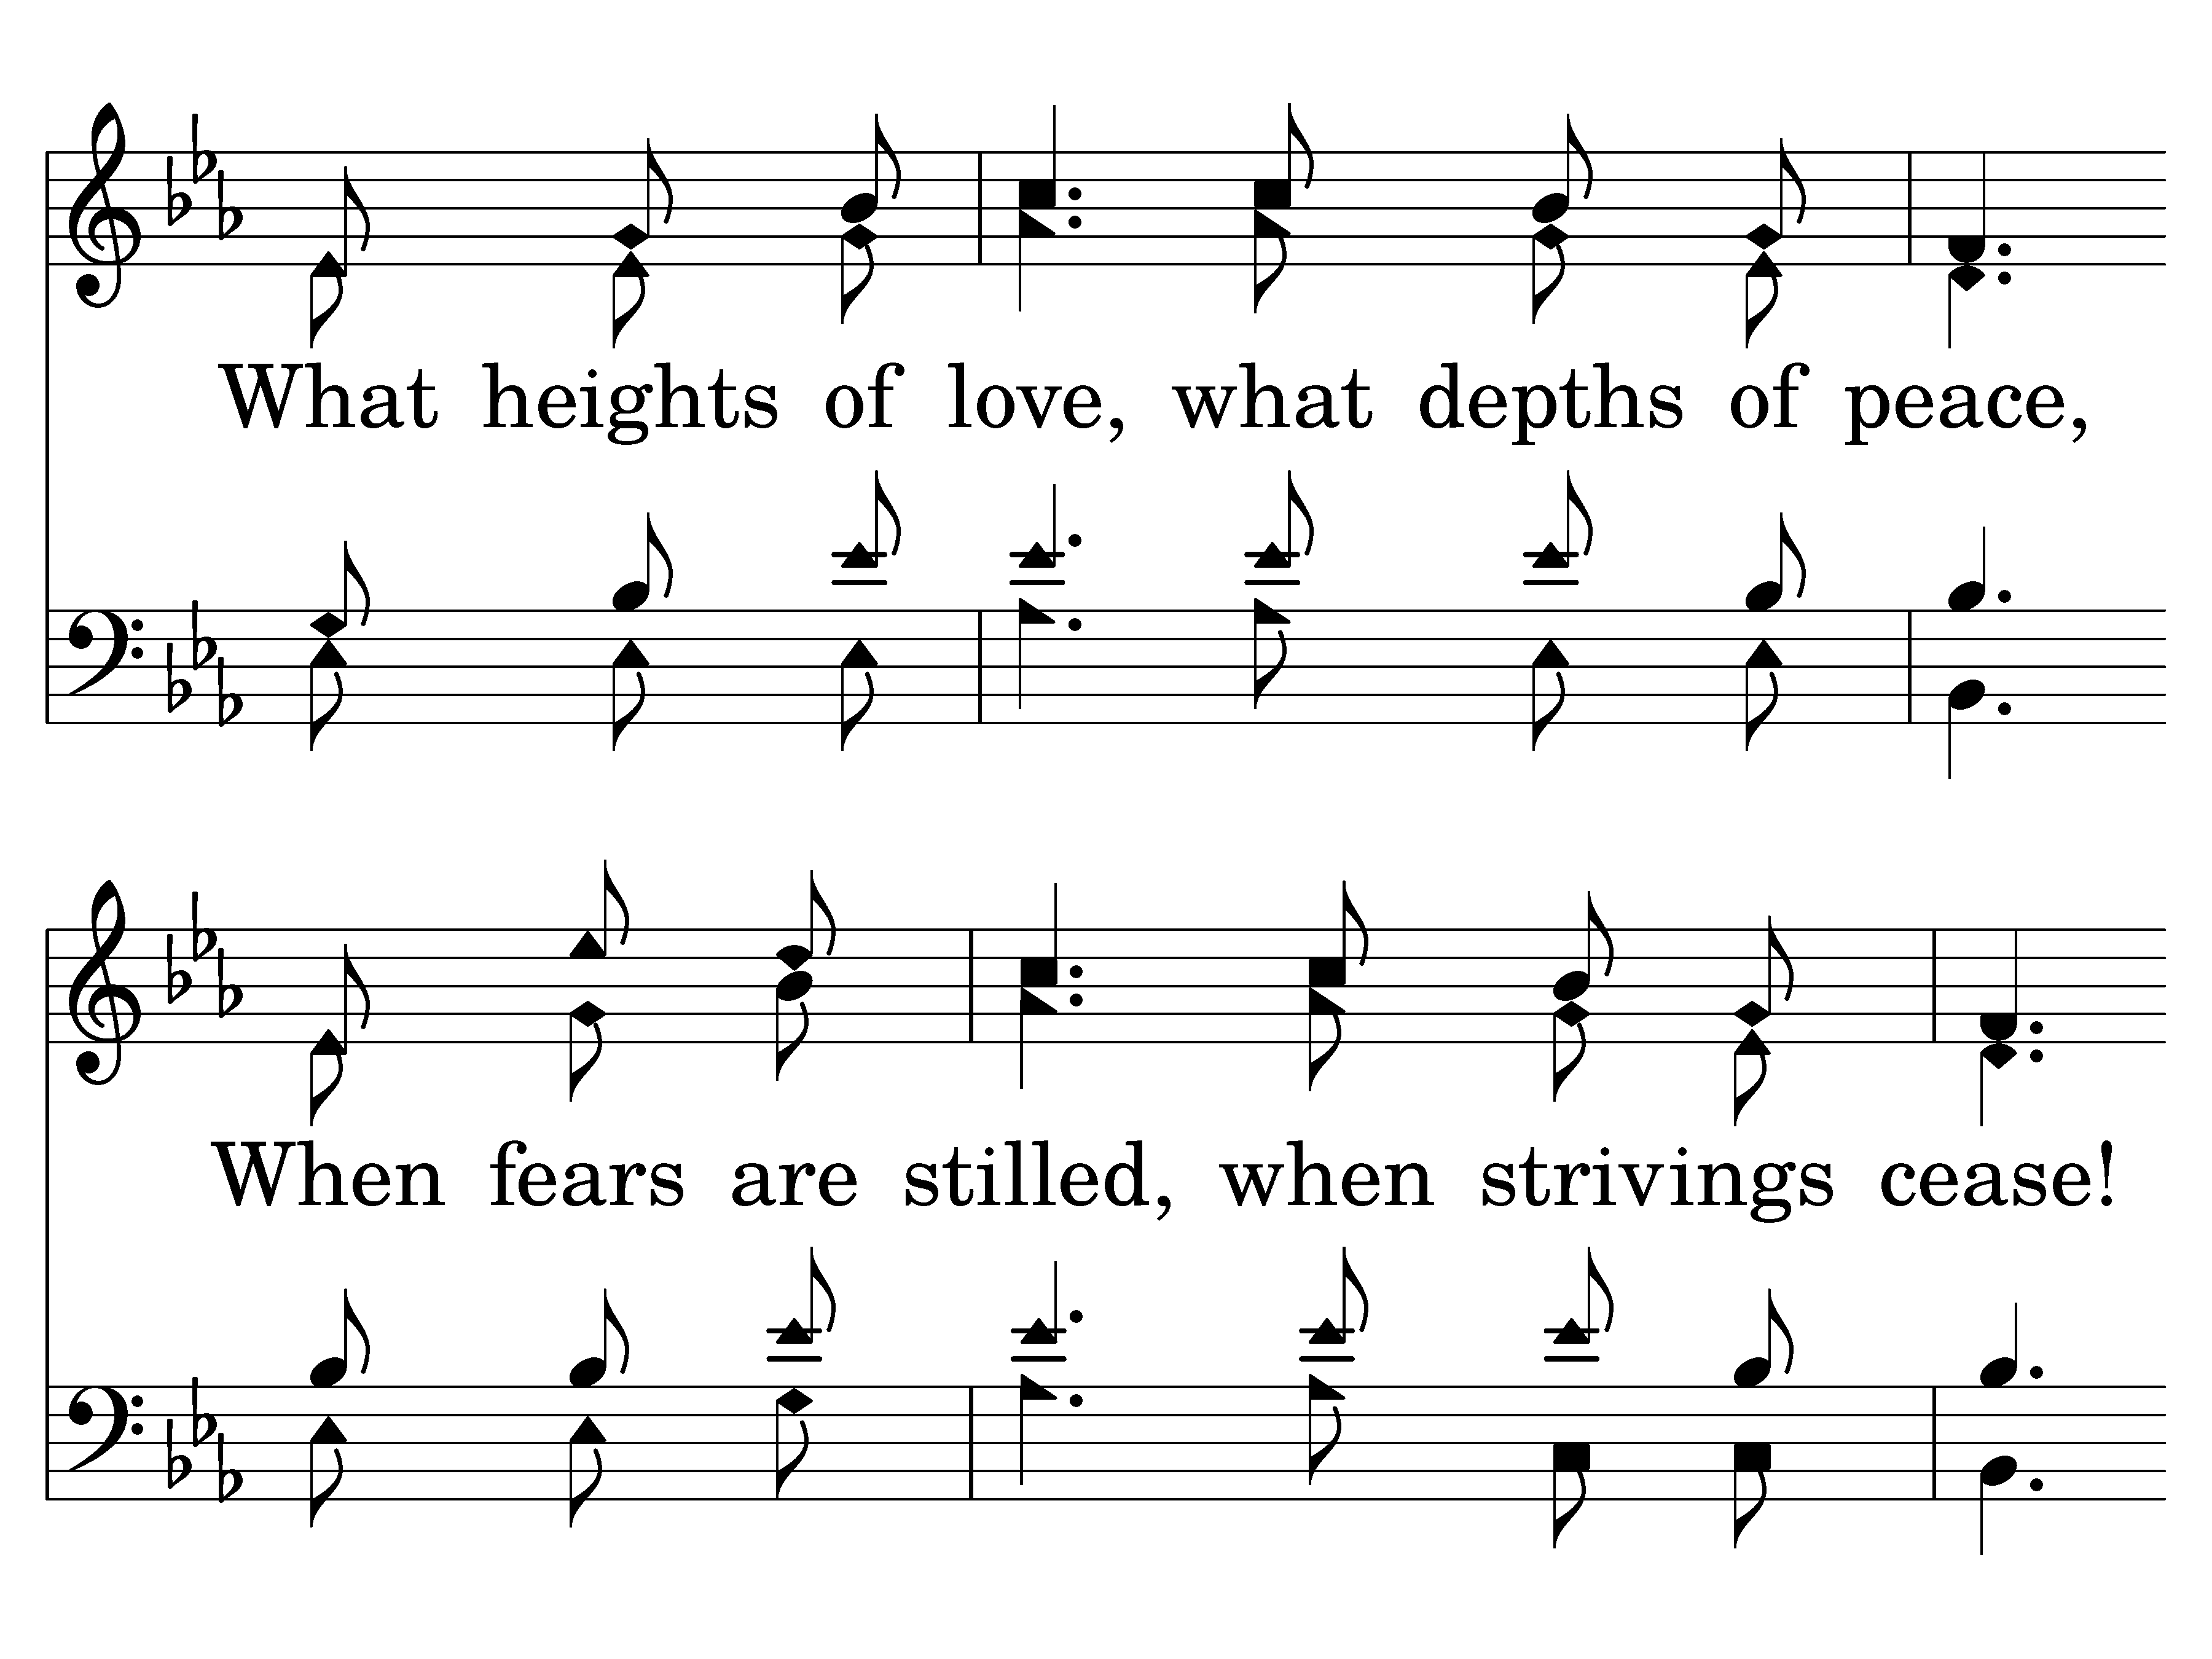 What heights of love, what depths of peace,
When fears are stilled, when strivings cease!